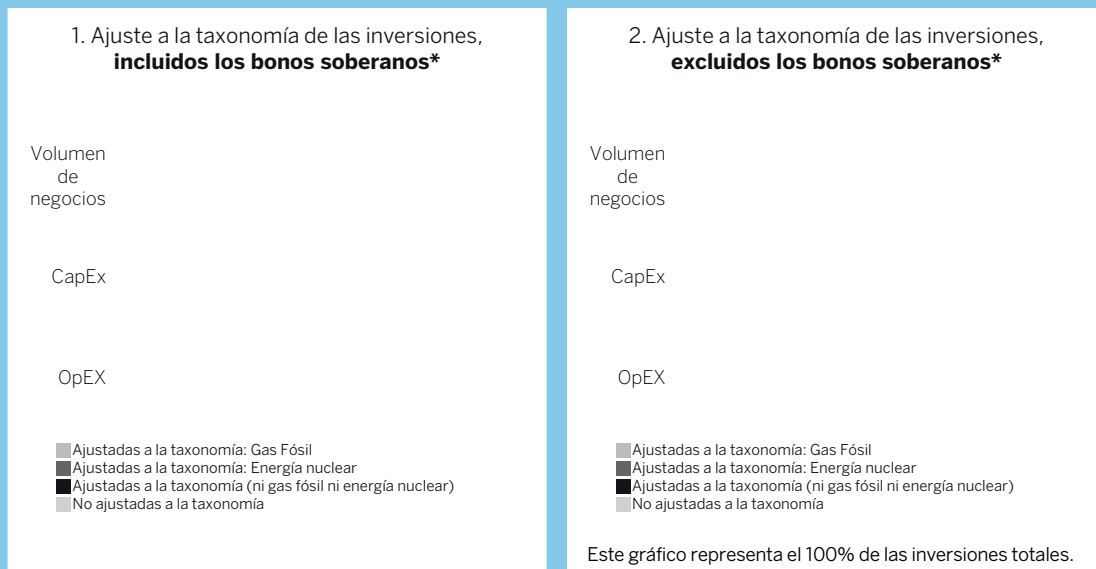 1. Ajuste a la taxonomía de las inversiones,
incluidos los bonos soberanos*
Volumen
de
negocios
CapEx
OpEX
Ajustadas a la taxonomía: Gas Fósil
Ajustadas a la taxonomía: Energía nuclear
Ajustadas a la taxonomía (ni gas fósil ni energía nuclear)
No ajustadas a la taxonomía
2. Ajuste a la taxonomía de las inversiones,
excluidos los bonos soberanos*
Volumen
de
negocios
CapEx
OpEX
Ajustadas a la taxonomía: Gas Fósil
Ajustadas a la taxonomía: Energía nuclear
Ajustadas a la taxonomía (ni gas fósil ni energía nuclear)
No ajustadas a la taxonomía
Este gráfico representa el 100% de las inversiones totales.